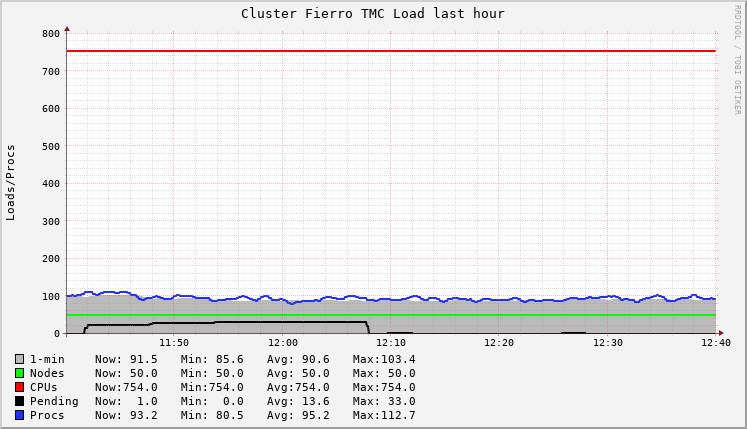 Cluster Fierro TMC Load last hour
RRDTOOL / TOBI OETIKER
Loads/Procs
800
700
600
500
400
300
200
100
0
11:50 12:00 12:10 12:20 12:30 12:40
1-min Now: 91.5 Min: 85.6 Avg: 90.6 Max:103.4
Nodes Now: 50.0 Min: 50.0 Avg: 50.0 Max: 50.0
CPUs Now:754.0 Min:754.0 Avg:754.0 Max:754.0
Pending Now: 1.0 Min: 0.0 Avg: 13.6 Max: 33.0
Procs Now: 93.2 Min: 80.5 Avg: 95.2 Max:112.7